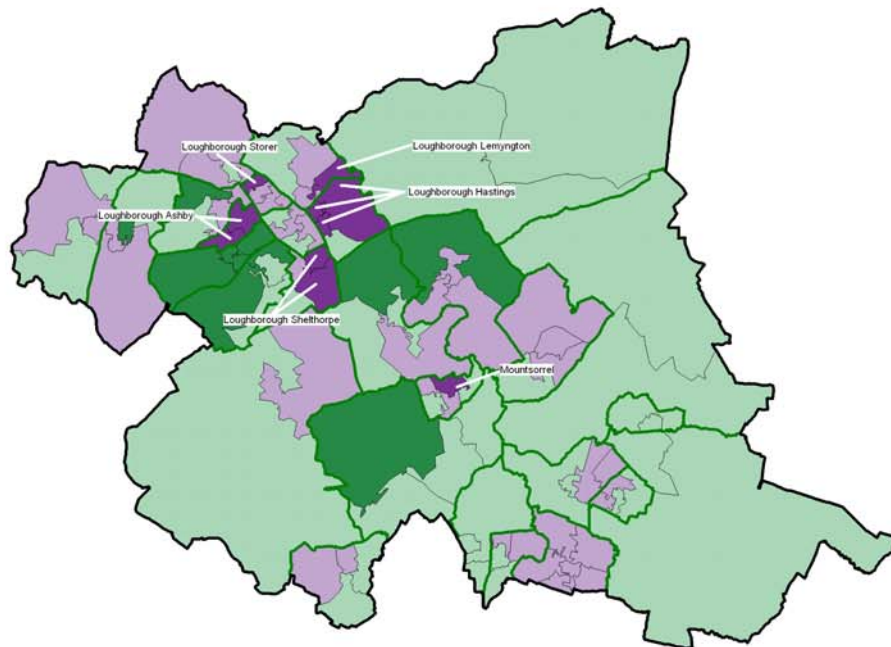 Loughborough Storer
Loughborough Lemyngton
Loughborough Hastings
Loughborough Ashby
Loughborough Shelthorpe
Mountsorrel